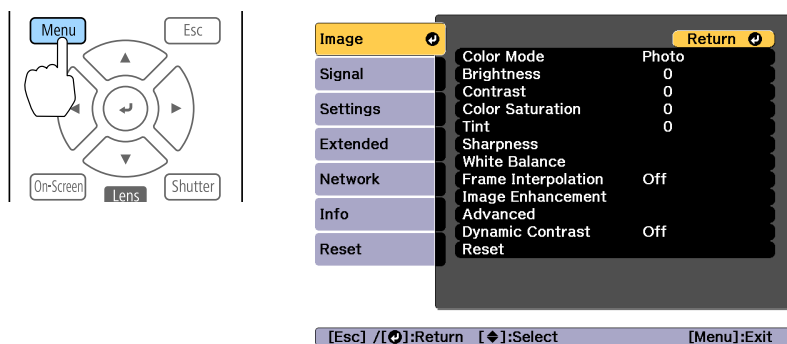 Menu
Esc
On-Screen
Lens
Shutter
Image
Signal
Settings
Extended
Network
Info
Reset
Return
Color Mode Photo
Brightness 0
Contrast 0
Color Saturation 0
Tint 0
Sharpness
White Balance
Frame Interpolation Off
Image Enhancement
Advanced
Dynamic Contrast Off
Reset
[Esc] /[⏎]:Return [◆]:Select [Menu]:Exit